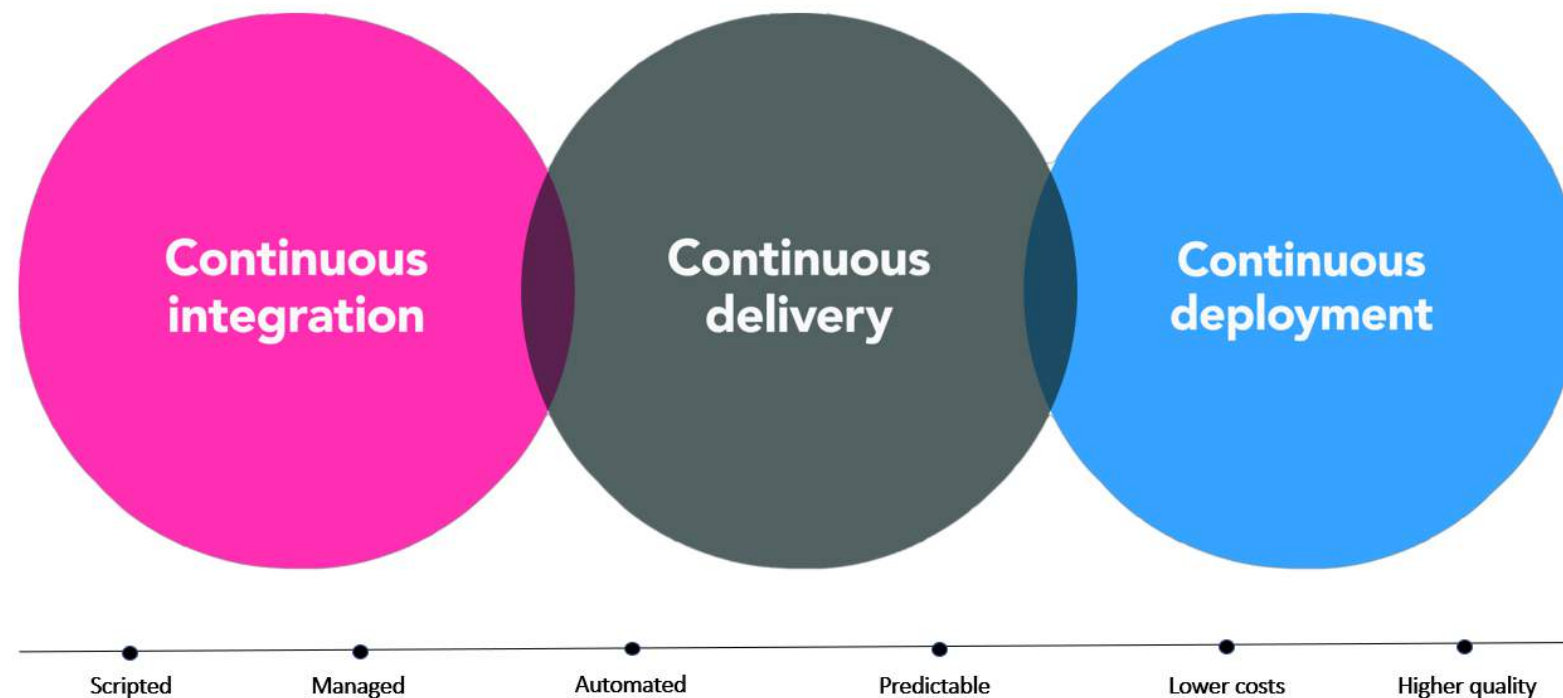 Continuous
integration
Continuous
delivery
Continuous
deployment
Scripted
Managed
Automated
Predictable
Lower costs
Higher quality